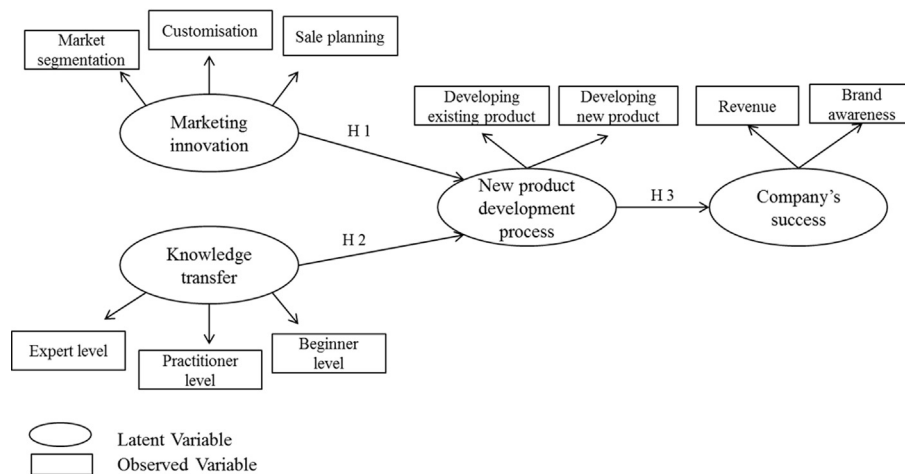 Market
segmentation
Customisation
Sale planning
Marketing
innovation
H 1
Developing
existing product
Developing
new product
Revenue
Brand
awareness
New product
development
process
H 3
Company's
success
Knowledge
transfer
H 2
Expert level
Practitioner
level
Beginner
level
Latent Variable
Observed Variable